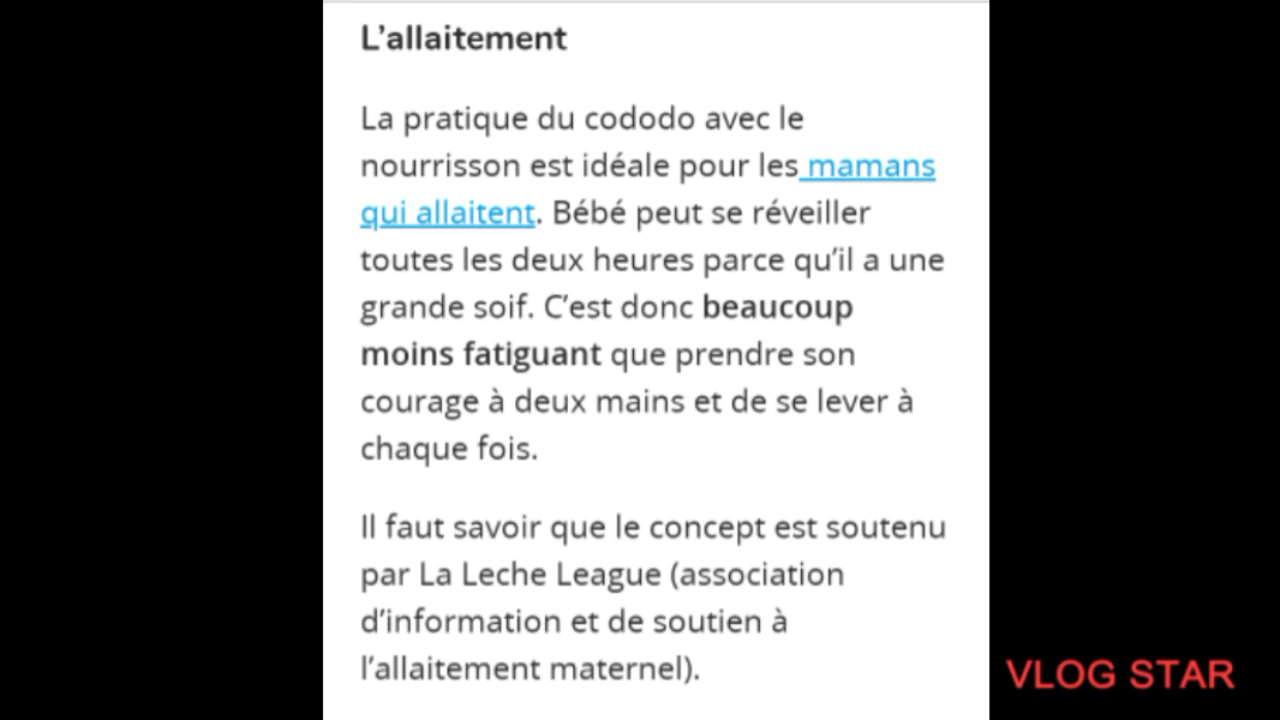 L'allaitement
La pratique du cododo avec le
nourrisson est idéale pour les mamans
qui allaitent. Bébé peut se réveiller
toutes les deux heures parce qu'il a une
grande soif. C'est donc beaucoup
moins fatiguant que prendre son
courage à deux mains et de se lever à
chaque fois.
Il faut savoir que le concept est soutenu
par La Leche League (association
d'information et de soutien à
l'allaitement maternel).
VLOG STAR